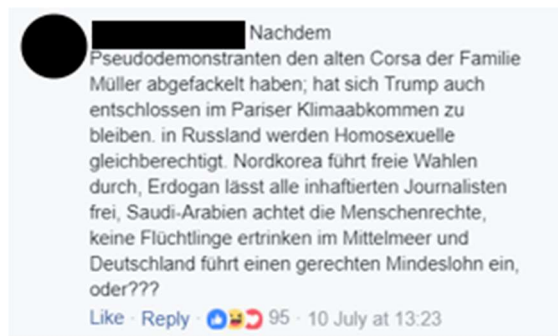 Nachdem
Pseudodemonstranten den alten Corsa der Familie
Müller abgefackelt haben; hat sich Trump auch
entschlossen im Pariser Klimaabkommen zu
bleiben. in Russland werden Homosexuelle
gleichberechtigt. Nordkorea führt freie Wahlen
durch, Erdogan lässt alle inhaftierten Journalisten
frei, Saudi-Arabien achtet die Menschenrechte,
keine Flüchtlinge ertrinken im Mittelmeer und
Deutschland führt einen gerechten Mindeslohn ein,
oder???
Like · Reply · 95 · 10 July at 13:23